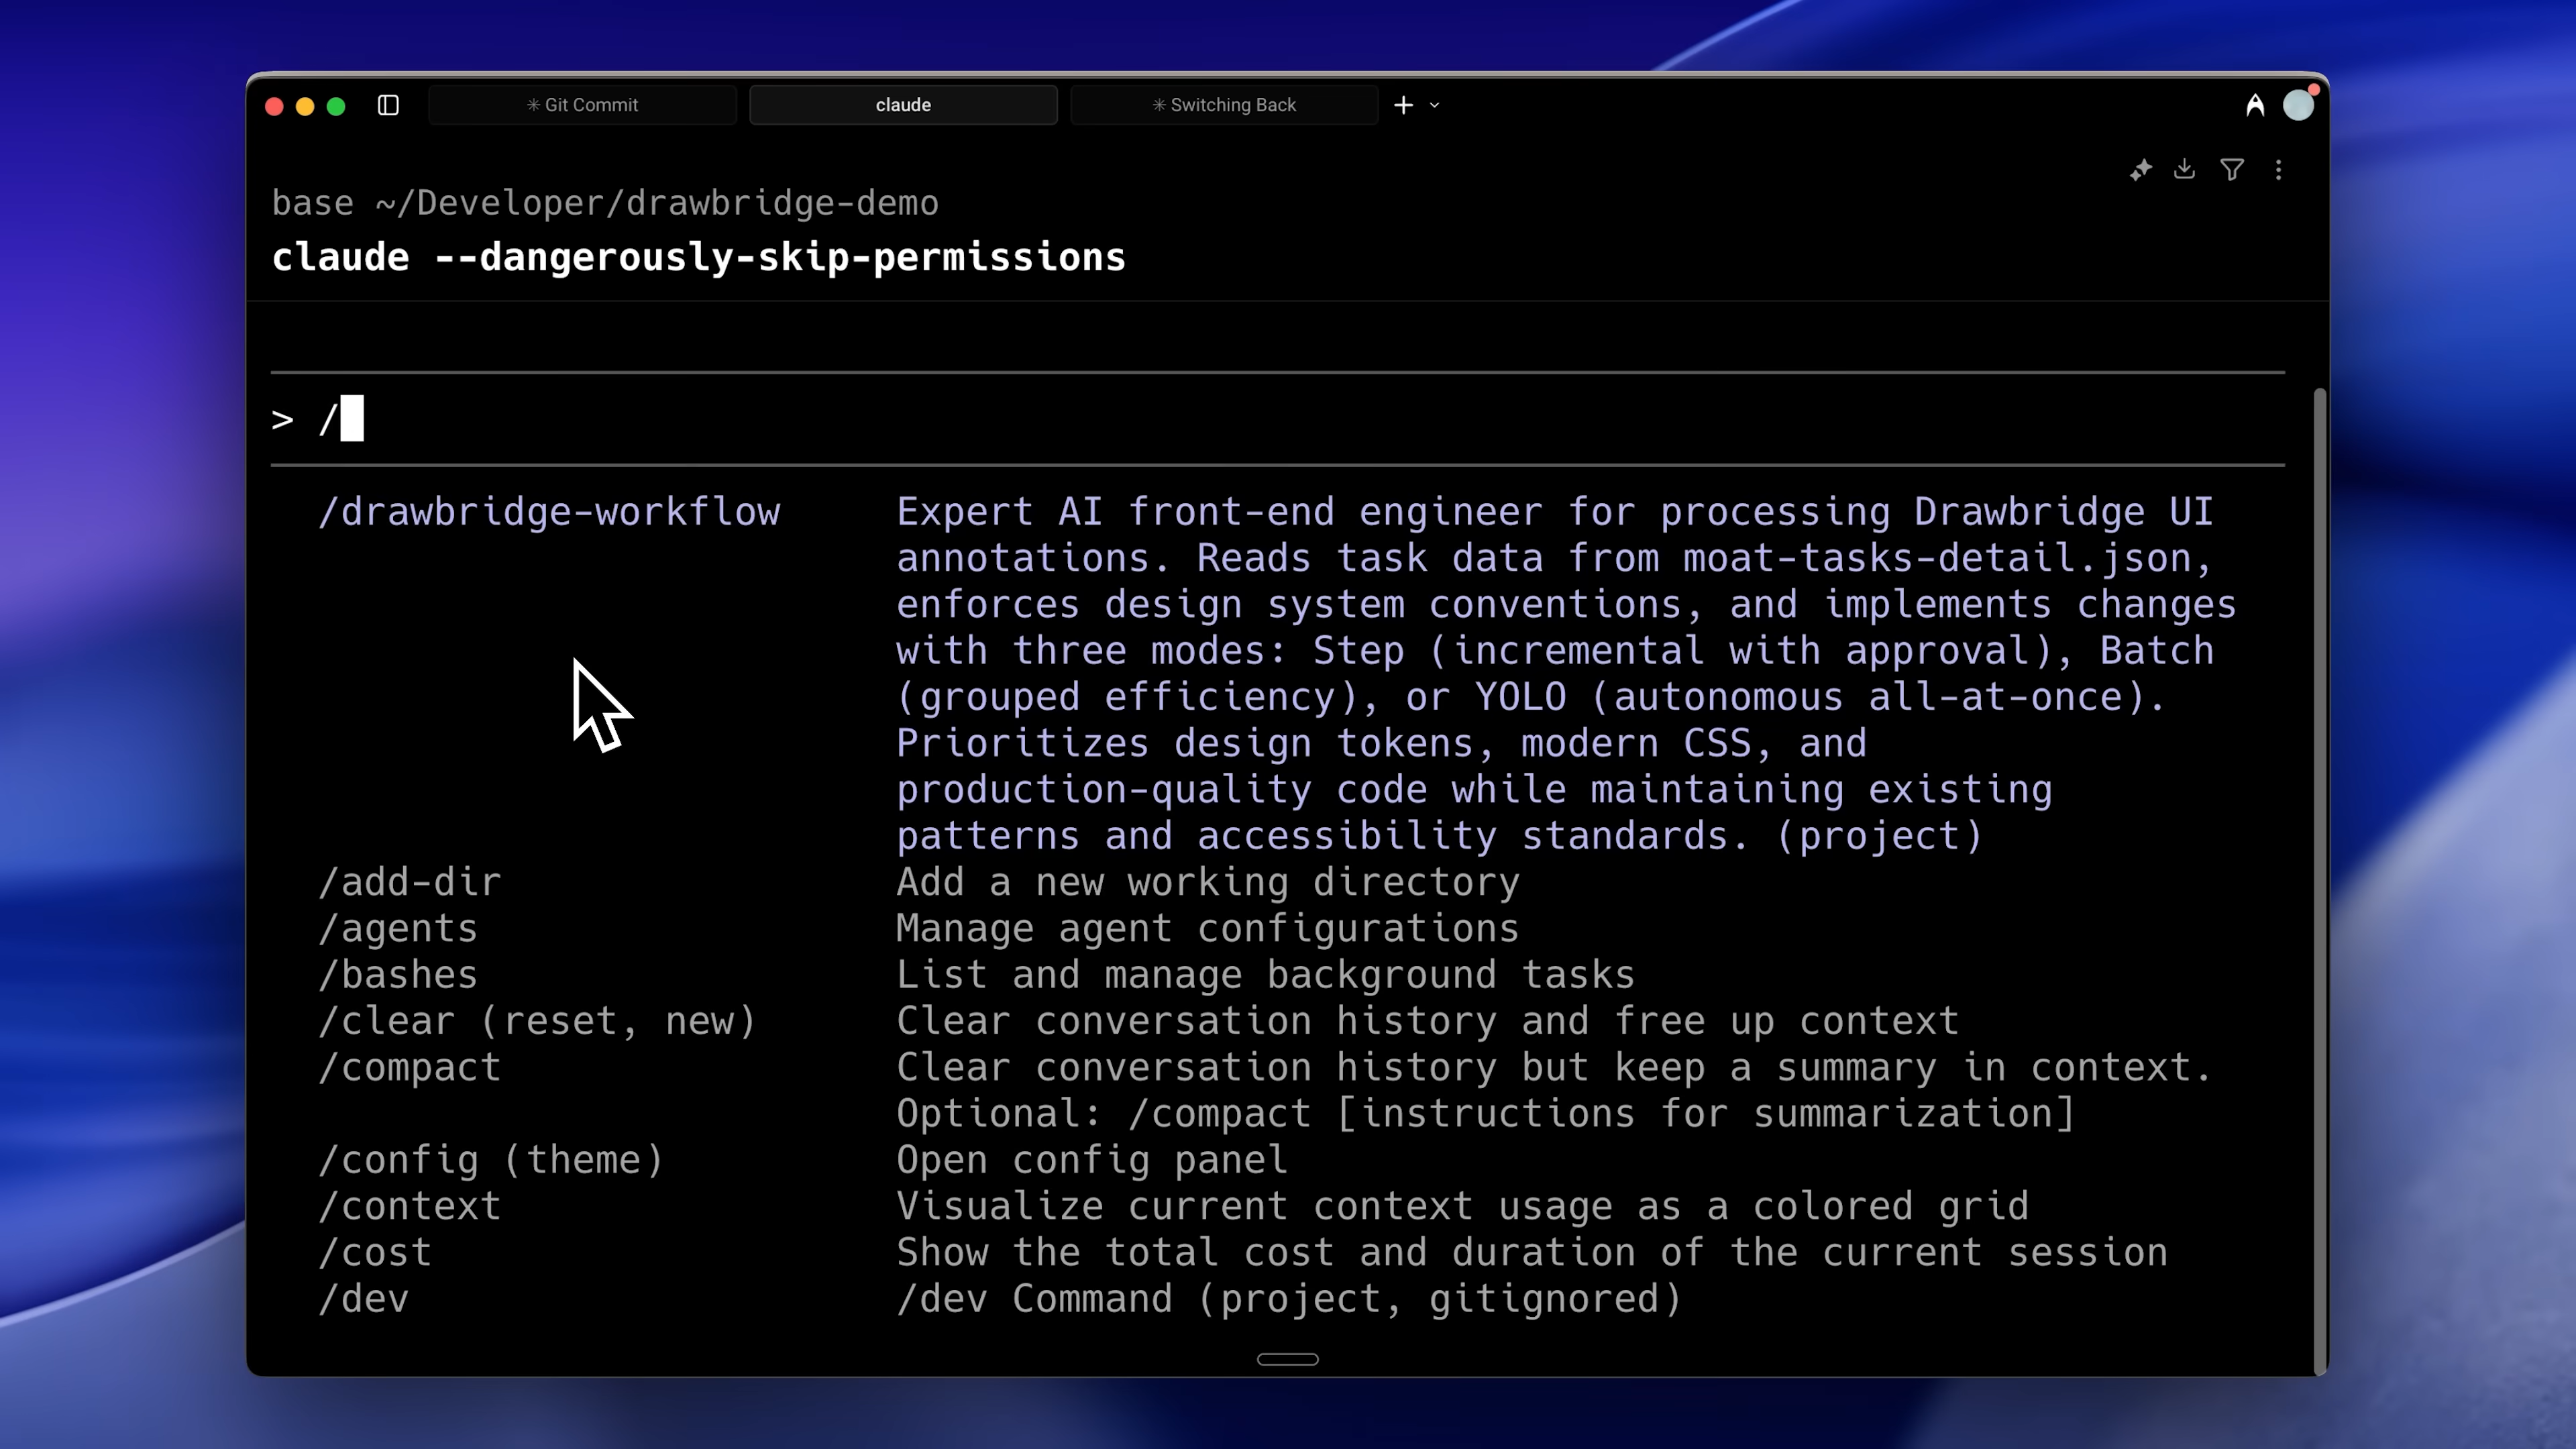 ✳ Git Commit
claude
✳ Switching Back
base ~/Developer/drawbridge-demo
claude --dangerously-skip-permissions
> /
/drawbridge-workflow Expert AI front-end engineer for processing Drawbridge UI
annotations. Reads task data from moat-tasks-detail.json,
enforces design system conventions, and implements changes
with three modes: Step (incremental with approval), Batch
(grouped efficiency), or YOLO (autonomous all-at-once).
Prioritizes design tokens, modern CSS, and
production-quality code while maintaining existing
patterns and accessibility standards. (project)
/add-dir Add a new working directory
/agents Manage agent configurations
/bashes List and manage background tasks
/clear (reset, new) Clear conversation history and free up context
/compact Clear conversation history but keep a summary in context.
Optional: /compact [instructions for summarization]
/config (theme) Open config panel
/context Visualize current context usage as a colored grid
/cost Show the total cost and duration of the current session
/dev /dev Command (project, gitignored)